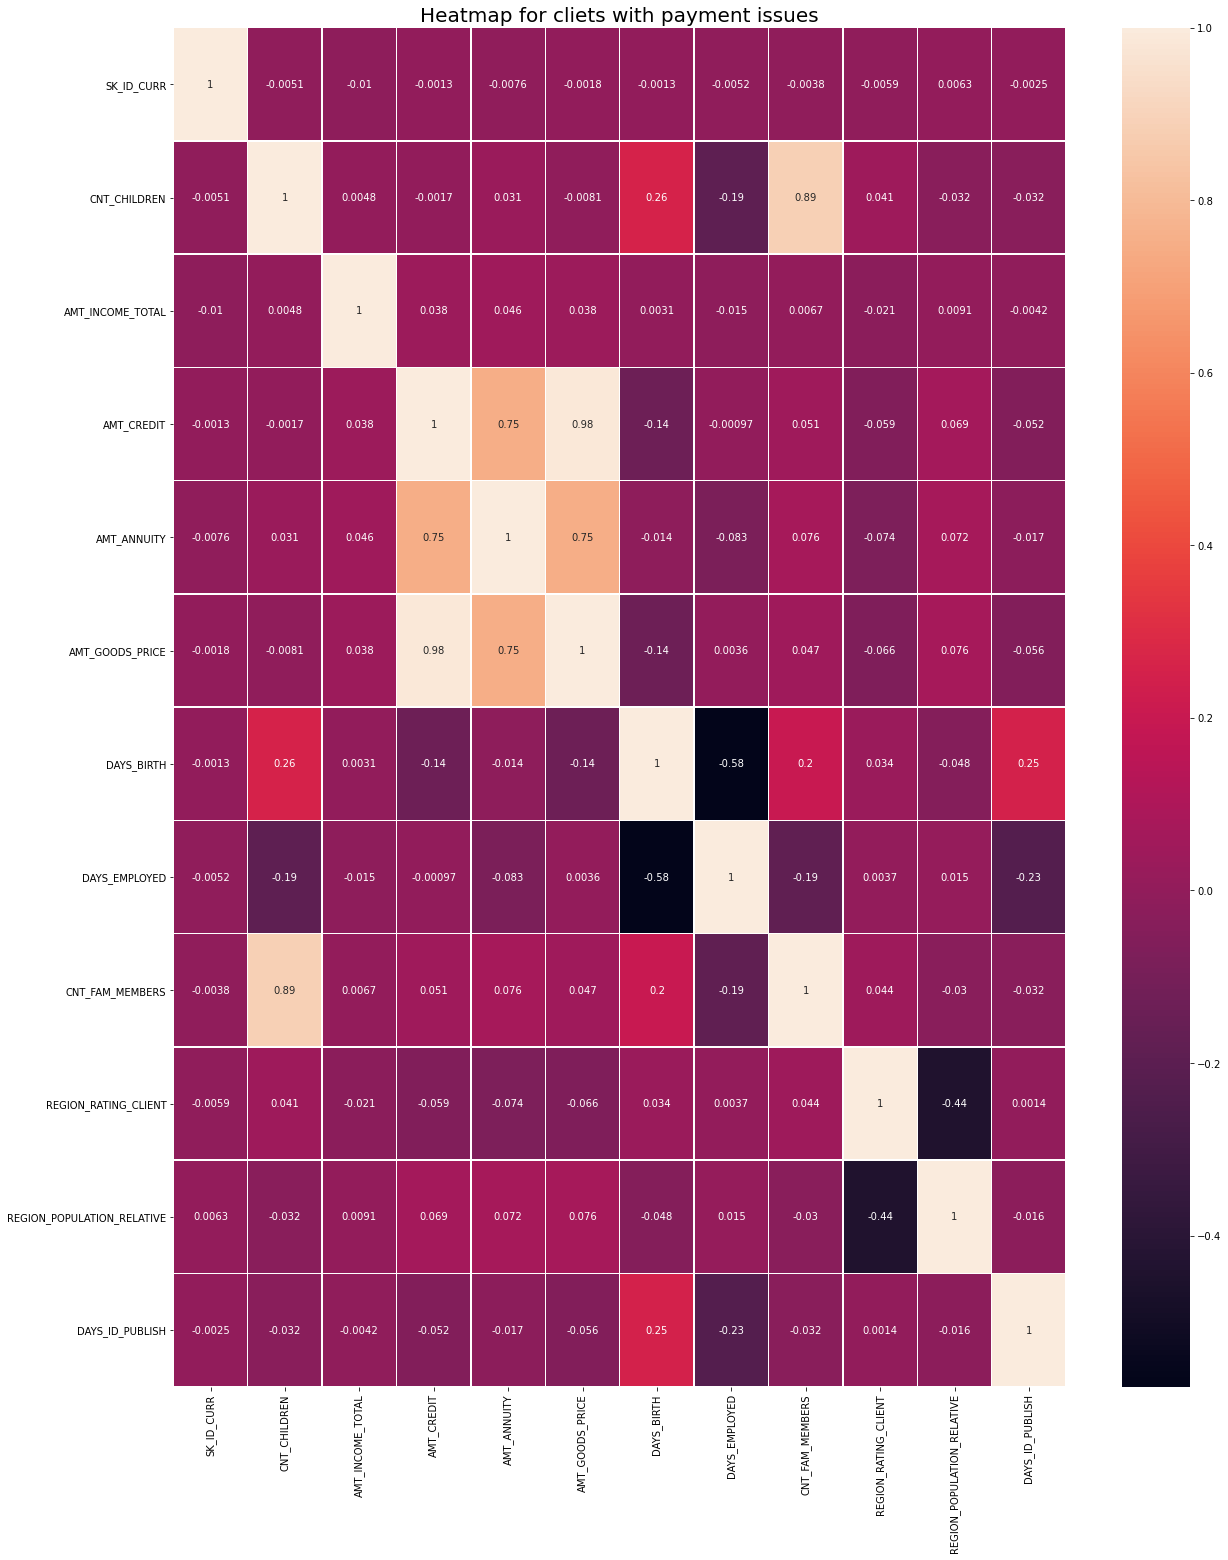 Heatmap for cliets with payment issues
SK_ID_CURR 1 -0.0051 -0.01 -0.0013 -0.0076 -0.0018 -0.0013 -0.0052 -0.0038 -0.0059 0.0063 -0.0025
CNT_CHILDREN -0.0051 1 0.0048 -0.0017 0.031 -0.0081 0.26 -0.19 0.89 0.041 -0.032 -0.032
AMT_INCOME_TOTAL -0.01 0.0048 1 0.038 0.046 0.038 0.0031 -0.015 0.0067 -0.021 0.0091 -0.0042
AMT_CREDIT -0.0013 -0.0017 0.038 1 0.75 0.98 -0.14 -0.00097 0.051 -0.059 0.069 -0.052
AMT_ANNUITY -0.0076 0.031 0.046 0.75 1 0.75 -0.014 -0.083 0.076 -0.074 0.072 -0.017
AMT_GOODS_PRICE -0.0018 -0.0081 0.038 0.98 0.75 1 -0.14 0.0036 0.047 -0.066 0.076 -0.056
DAYS_BIRTH -0.0013 0.26 0.0031 -0.14 -0.014 -0.14 1 -0.58 0.2 0.034 -0.048 0.25
DAYS_EMPLOYED -0.0052 -0.19 -0.015 -0.00097 -0.083 0.0036 -0.58 1 -0.19 0.0037 0.015 -0.23
CNT_FAM_MEMBERS -0.0038 0.89 0.0067 0.051 0.076 0.047 0.2 -0.19 1 0.044 -0.03 -0.032
REGION_RATING_CLIENT -0.0059 0.041 -0.021 -0.059 -0.074 -0.066 0.034 0.0037 0.044 1 -0.44 0.0014
REGION_POPULATION_RELATIVE 0.0063 -0.032 0.0091 0.069 0.072 0.076 -0.048 0.015 -0.03 -0.44 1 -0.016
DAYS_ID_PUBLISH -0.0025 -0.032 -0.0042 -0.052 -0.017 -0.056 0.25 -0.23 -0.032 0.0014 -0.016 1
SK_ID_CURR
CNT_CHILDREN
AMT_INCOME_TOTAL
AMT_CREDIT
AMT_ANNUITY
AMT_GOODS_PRICE
DAYS_BIRTH
DAYS_EMPLOYED
CNT_FAM_MEMBERS
REGION_RATING_CLIENT
REGION_POPULATION_RELATIVE
DAYS_ID_PUBLISH
1.0
0.8
0.6
0.4
0.2
0.0
−0.2
−0.4